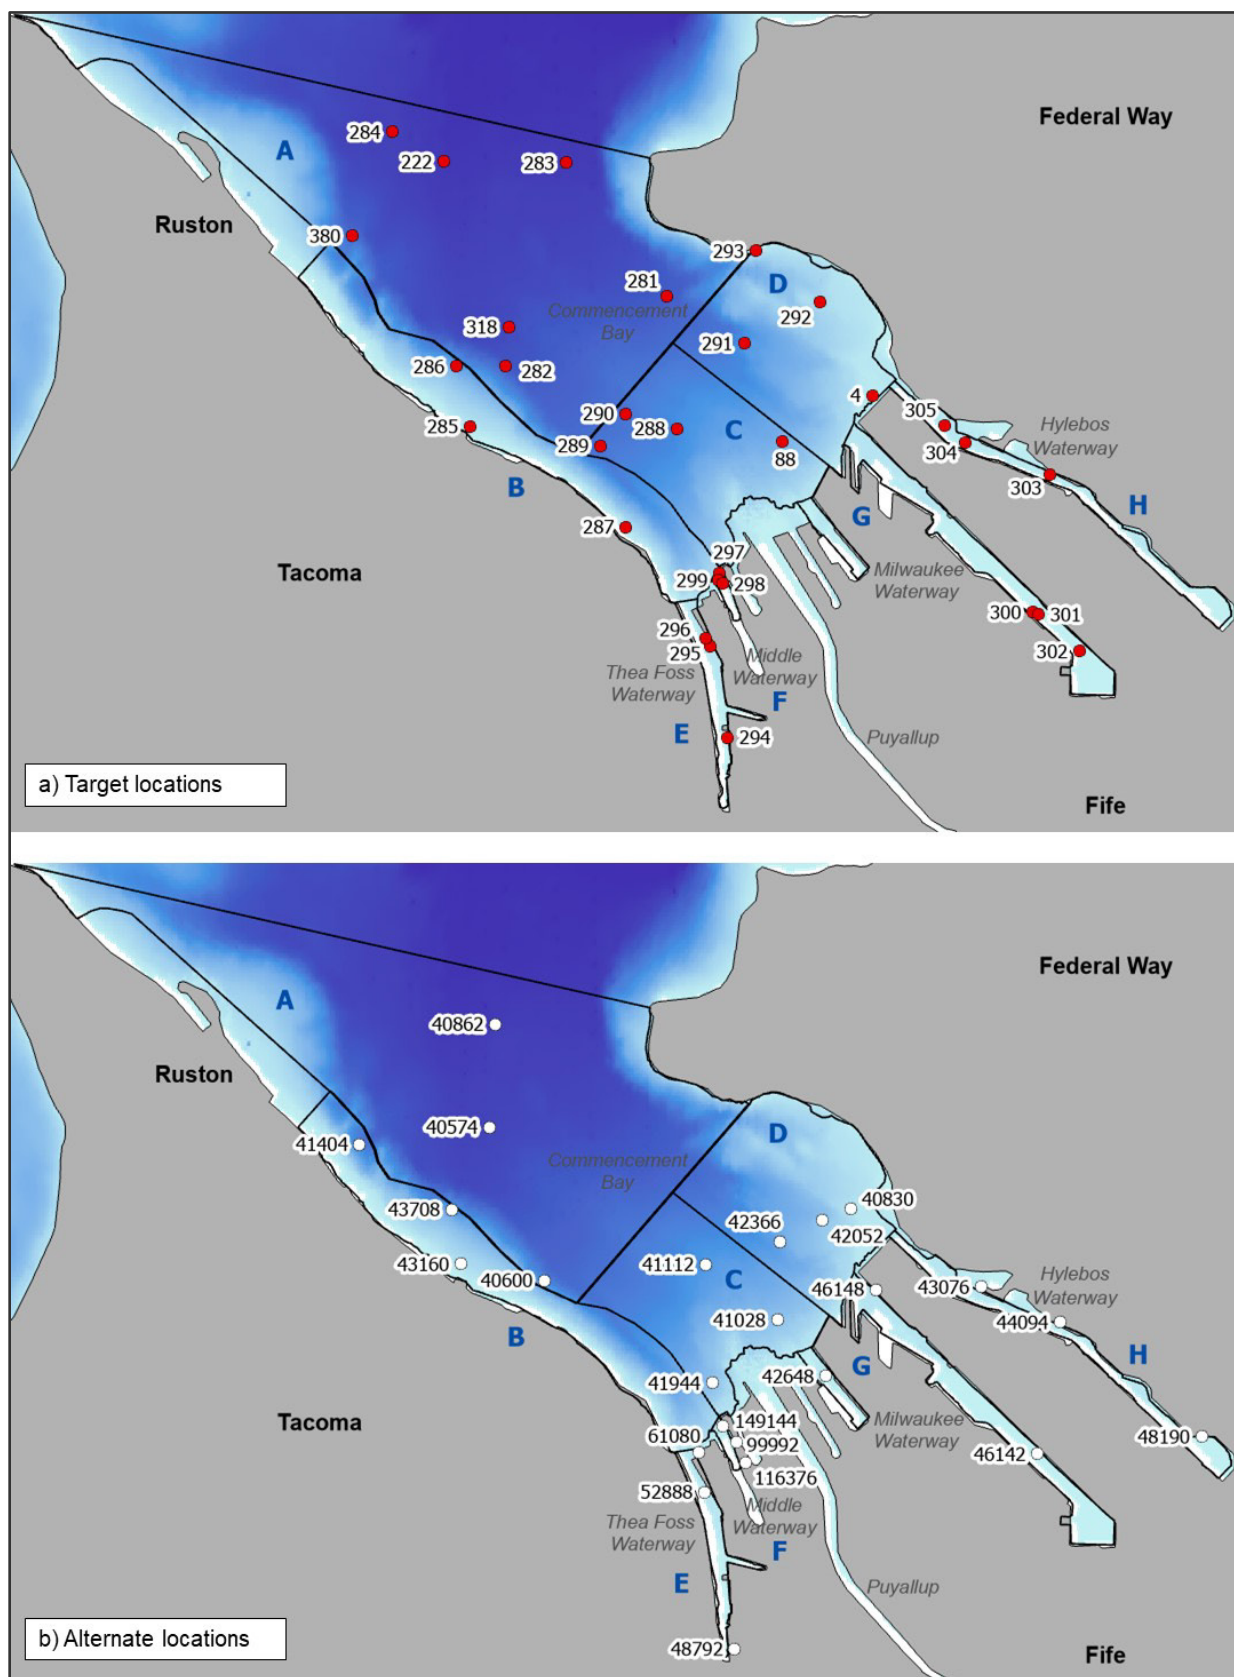 Federal Way
284
A
222
283
Ruston
380
293
D
281
Commencement
Bay
292
318
291
286
282
4
290
305
Hylebos
Waterway
285
288
C
304
289
88
303
B
H
G
287
Tacoma
297
Milwaukee
Waterway
299
298
300
301
296
295
Middle
Waterway
302
Thea Foss
Waterway
F
E
294
Puyallup
a) Target locations
Fife
Federal Way
A
40862
Ruston
40574
D
41404
Commencement
Bay
43708
40830
42366
42052
43160
41112
C
40600
46148
43076
Hylebos
Waterway
41028
44094
B
H
G
41944
42648
Tacoma
149144
Milwaukee
Waterway
61080
99992
48190
46142
116376
52888
Middle
Waterway
Thea Foss
Waterway
F
E
Puyallup
b) Alternate locations
48792
Fife